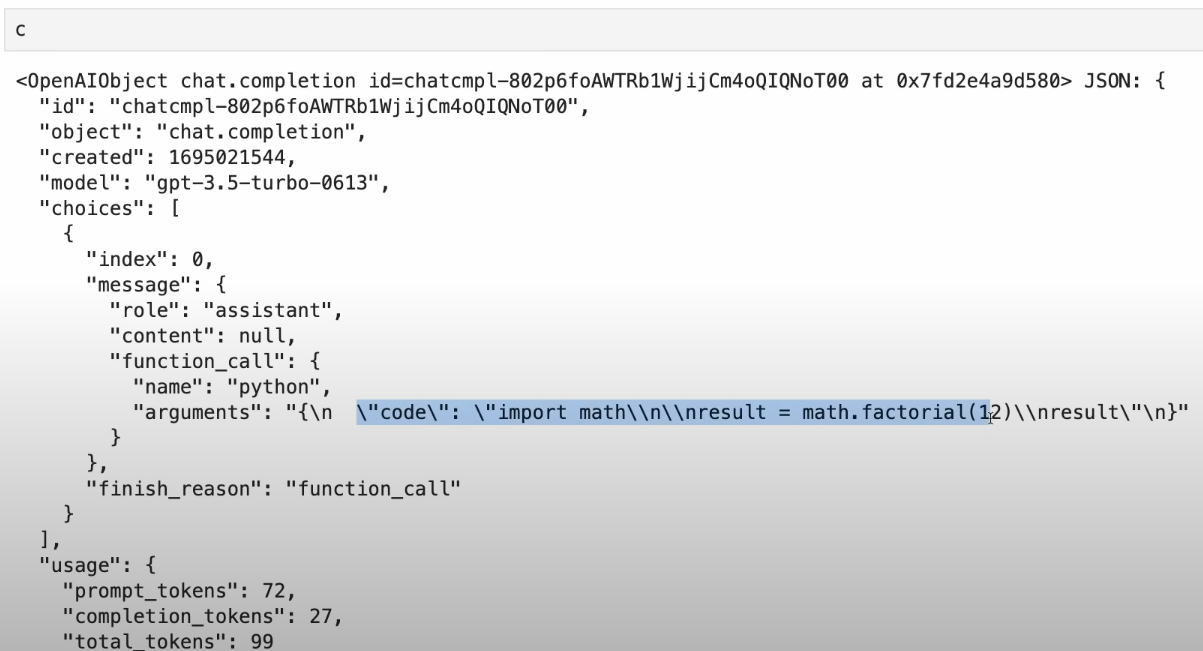 c
<OpenAIObject chat.completion id=chatcmpl-802p6foAWTRb1WjijCm4oQIQNoT00 at 0x7fd2e4a9d580> JSON: {
  "id": "chatcmpl-802p6foAWTRb1WjijCm4oQIQNoT00",
  "object": "chat.completion",
  "created": 1695021544,
  "model": "gpt-3.5-turbo-0613",
  "choices": [
    {
      "index": 0,
      "message": {
        "role": "assistant",
        "content": null,
        "function_call": {
          "name": "python",
          "arguments": "{\n  \"code\": \"import math\\n\\nresult = math.factorial(12)\\nresult\"\n}"
        }
      },
      "finish_reason": "function_call"
    }
  ],
  "usage": {
    "prompt_tokens": 72,
    "completion_tokens": 27,
    "total_tokens": 99